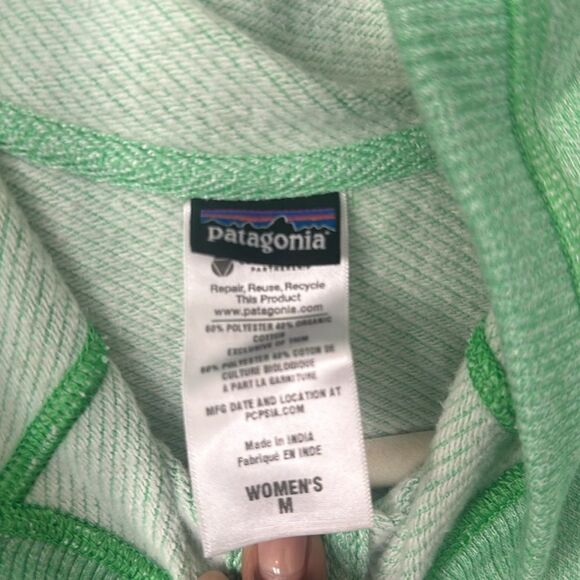 patagonia
PARTNERSHIP
Repair, Reuse, Recycle
This Product
www.patagonia.com
60% POLYESTER 40% ORGANIC
COTTON
EXCLUSIVE OF TRIM
60% POLYESTER 40% COTON DE
CULTURE BIOLOGIQUE
A PART LA GARNITURE
MFG DATE AND LOCATION AT
PCPSIA.COM
Made in INDIA
Fabriqué EN INDE
WOMEN'S
M